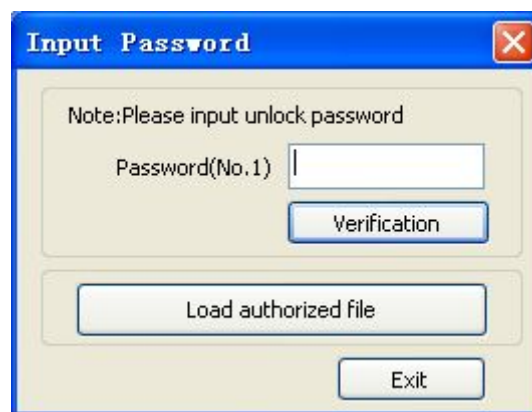 Input Password
Note:Please input unlock password
Password(No.1)
Verification
Load authorized file
Exit